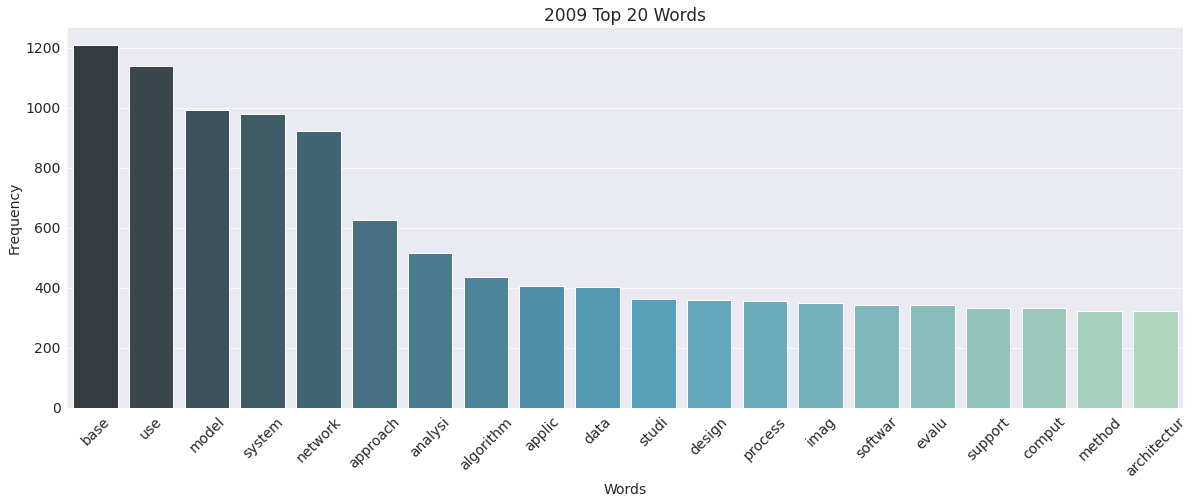 2009 Top 20 Words
1200
1000
800
600
400
200
0
Frequency
base
use
model
system
network
approach
analysi
algorithm
applic
data
studi
design
process
imag
softwar
evalu
support
comput
method
architectur
Words